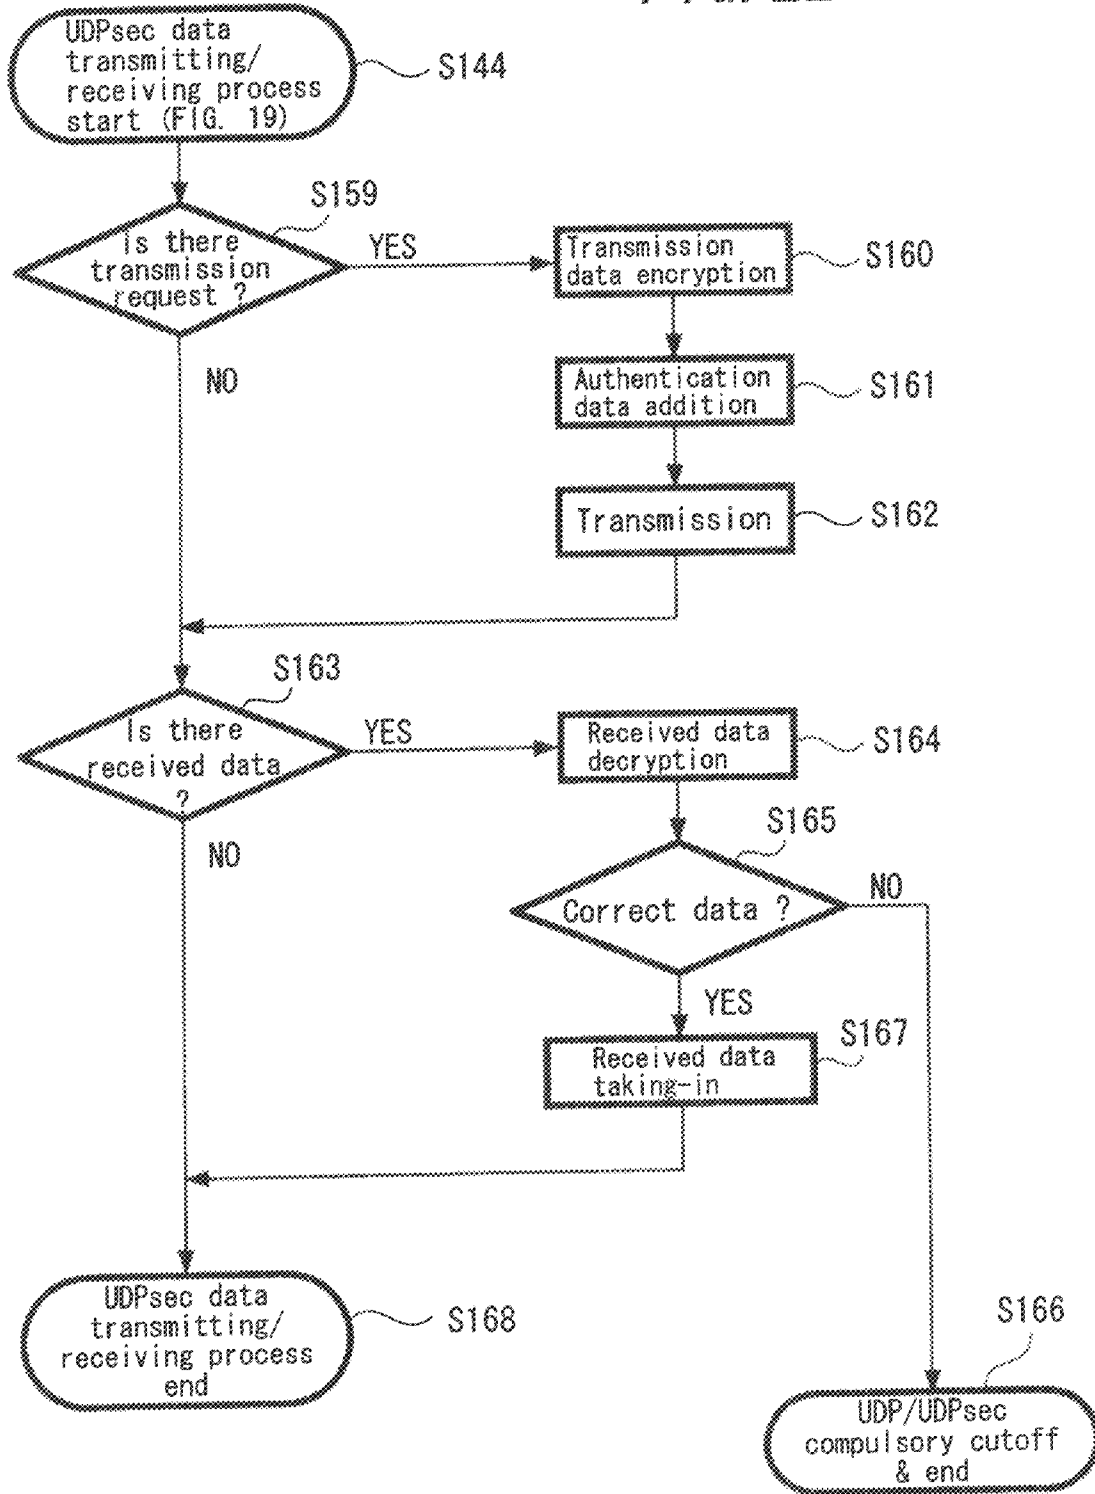 UDPsec data
transmitting/
receiving process
start (FIG. 19)
S144
S159
Is there
transmission
request ?
YES
NO
Transmission
data encryption
S160
Authentication
data addition
S161
Transmission
S162
S163
Is there
received data
?
YES
NO
Received data
decryption
S164
S165
Correct data ?
NO
YES
S167
Received data
taking-in
UDPsec data
transmitting/
receiving process
end
S168
S166
UDP/UDPsec
compulsory cutoff
& end